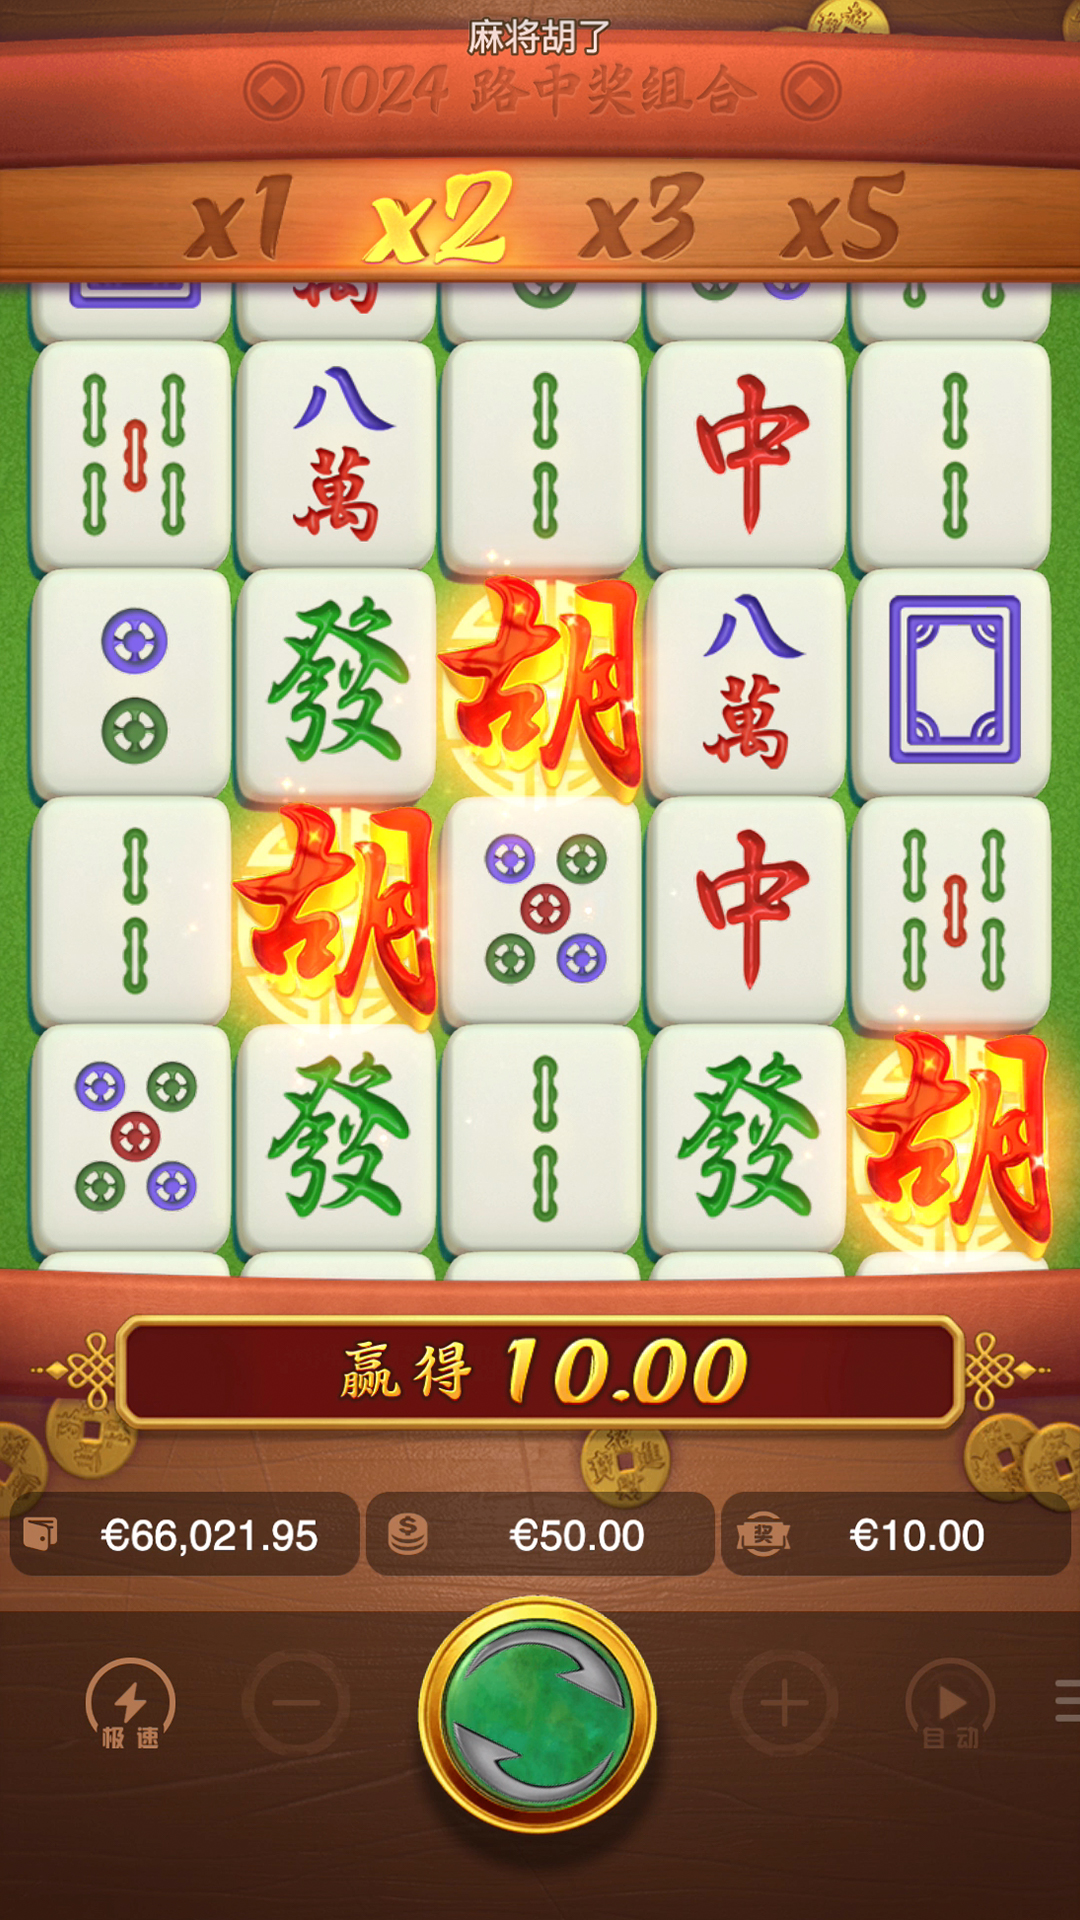 麻将胡了
1024 路中奖组合
x1 x2 x3 x5
萬
八萬 中
發 胡 八萬
胡 中
發 發 胡
赢得 10.00
€66,021.95 €50.00 奖 €10.00
极速 自动